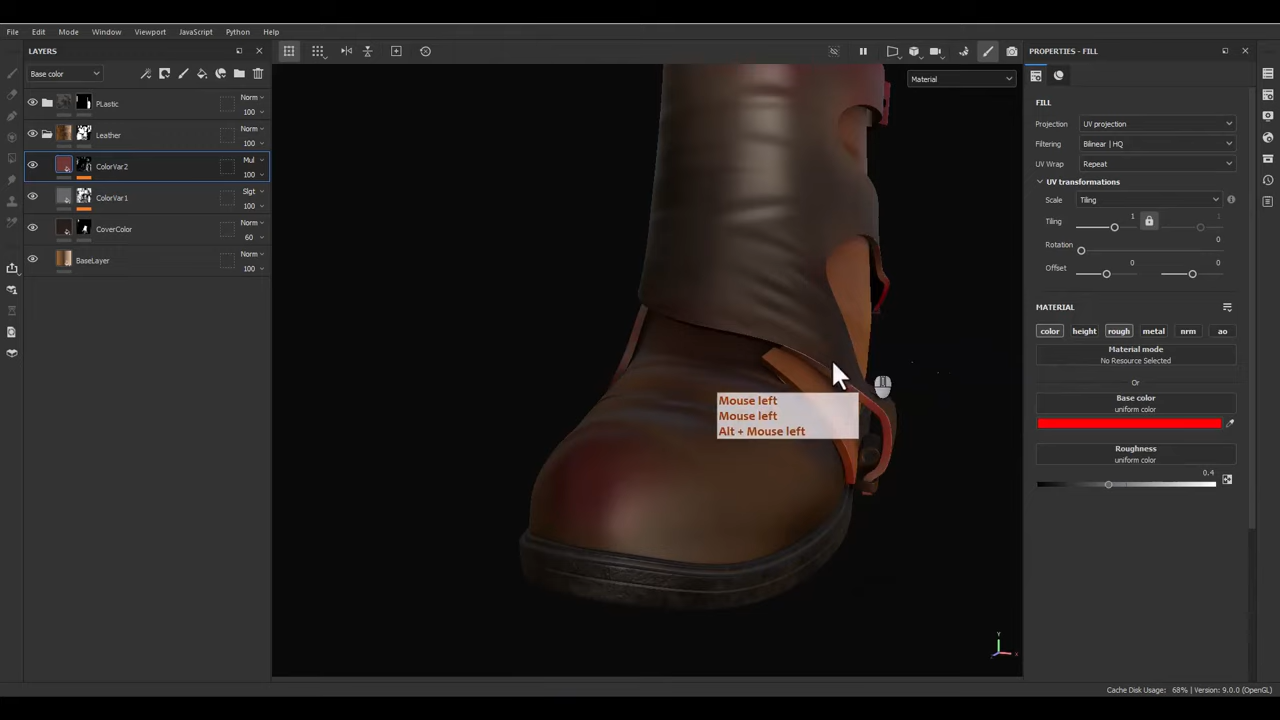 File Edit Mode Window Viewport JavaScript Python Help
LAYERS
Base color
PLastic Norm 100
Leather Norm 100
ColorVar2 Mul 100
ColorVar1 Slgt 100
CoverColor Norm 60
BaseLayer Norm 100
Material
Mouse left
Mouse left
Alt + Mouse left
Y
X
PROPERTIES - FILL
FILL
Projection UV projection
Filtering Bilinear | HQ
UV Wrap Repeat
UV transformations
Scale Tiling
Tiling 1 1
Rotation 0
Offset 0 0
MATERIAL
color height rough metal nrm ao
Material mode
No Resource Selected
Or
Base color
uniform color
Roughness
uniform color
0.4
Cache Disk Usage: 68% | Version: 9.0.0 (OpenGL)